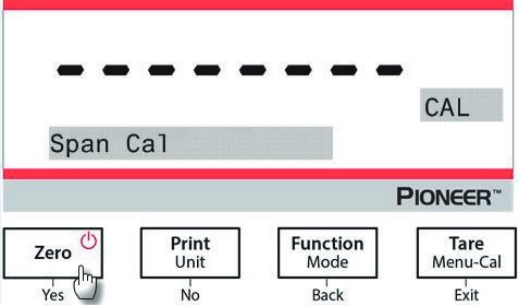 --------
CAL
Span Cal
PIONEER™
Zero
Print
Unit
Function
Mode
Tare
Menu-Cal
Yes
No
Back
Exit